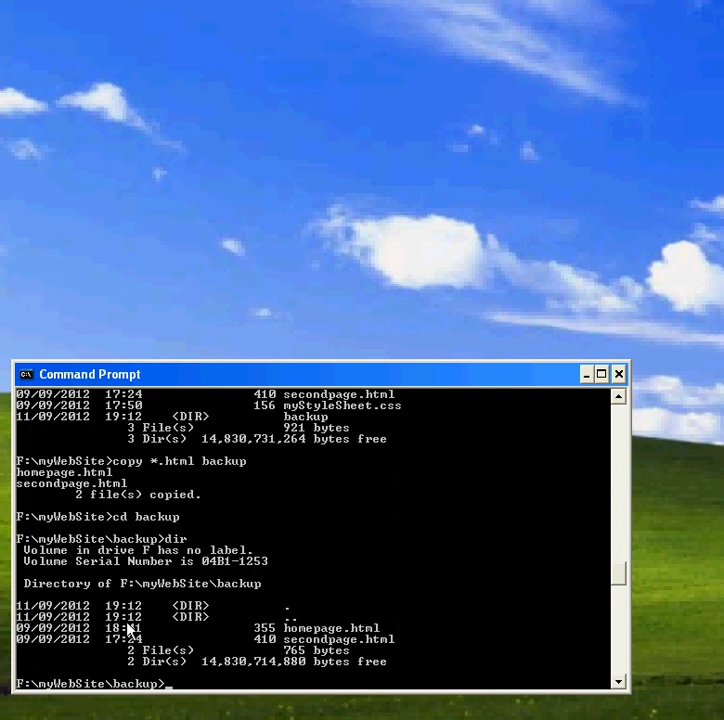 Command Prompt
09/09/2012  17:24               410 secondpage.html
09/09/2012  17:50               156 myStyleSheet.css
11/09/2012  19:12    <DIR>          backup
3 File(s)            921 bytes
3 Dir(s)  14,830,731,264 bytes free
F:\myWebSite>copy *.html backup
homepage.html
secondpage.html
2 file(s) copied.
F:\myWebSite>cd backup
F:\myWebSite\backup>dir
Volume in drive F has no label.
Volume Serial Number is 04B1-1253
Directory of F:\myWebSite\backup
11/09/2012  19:12    <DIR>          .
11/09/2012  19:12    <DIR>          ..
09/09/2012               355 homepage.html
09/09/2012  17:24               410 secondpage.html
2 File(s)            765 bytes
2 Dir(s)  14,830,714,880 bytes free
F:\myWebSite\backup>_